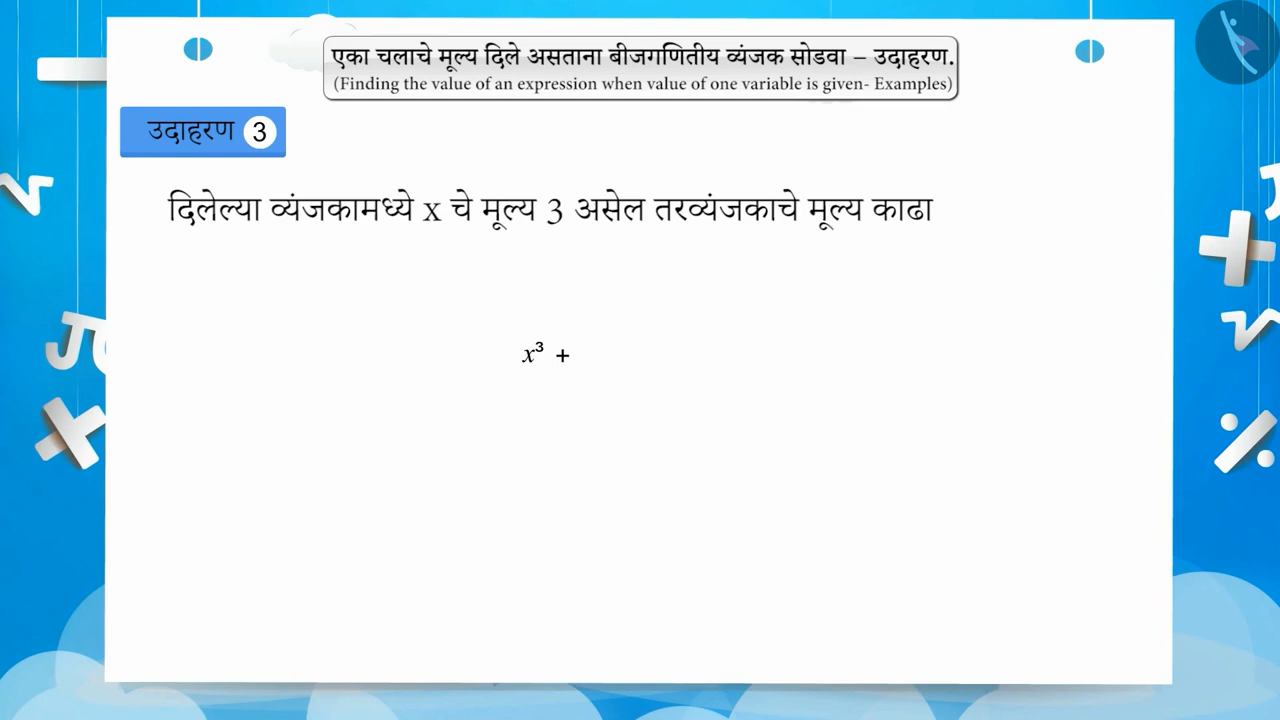 एका चलाचे मूल्य दिले असताना बीजगणितीय व्यंजक सोडवा – उदाहरण.
(Finding the value of an expression when value of one variable is given- Examples)
उदाहरण 3
दिलेल्या व्यंजकामध्ये x चे मूल्य 3 असेल तरव्यंजकाचे मूल्य काढा
x³ +